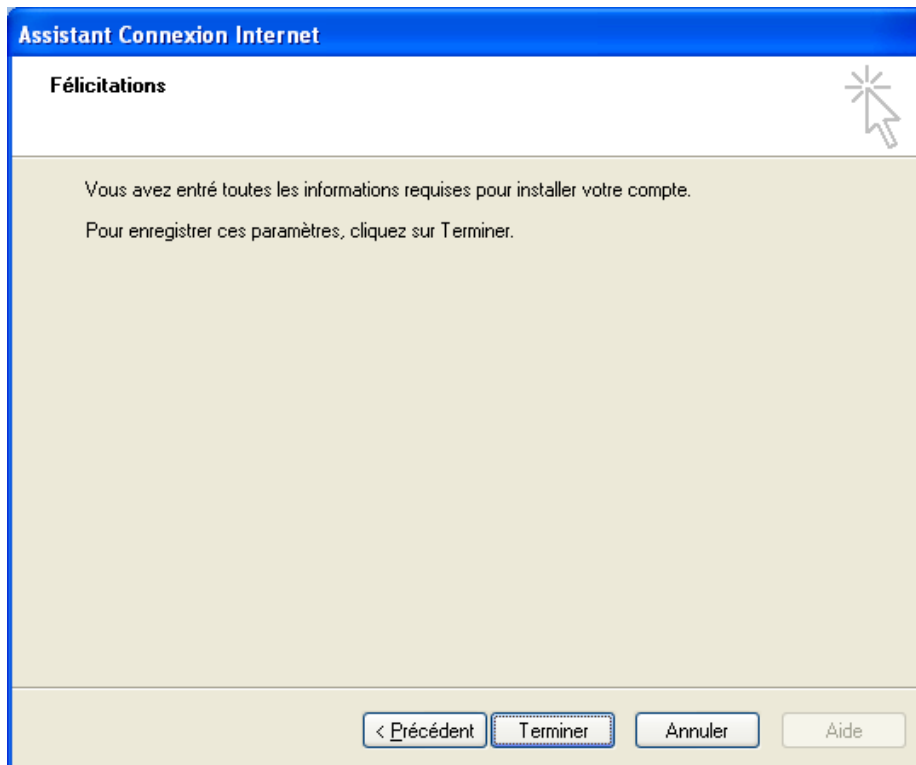 Assistant Connexion Internet
Félicitations
Vous avez entré toutes les informations requises pour installer votre compte.
Pour enregistrer ces paramètres, cliquez sur Terminer.
< Précédent Terminer Annuler Aide